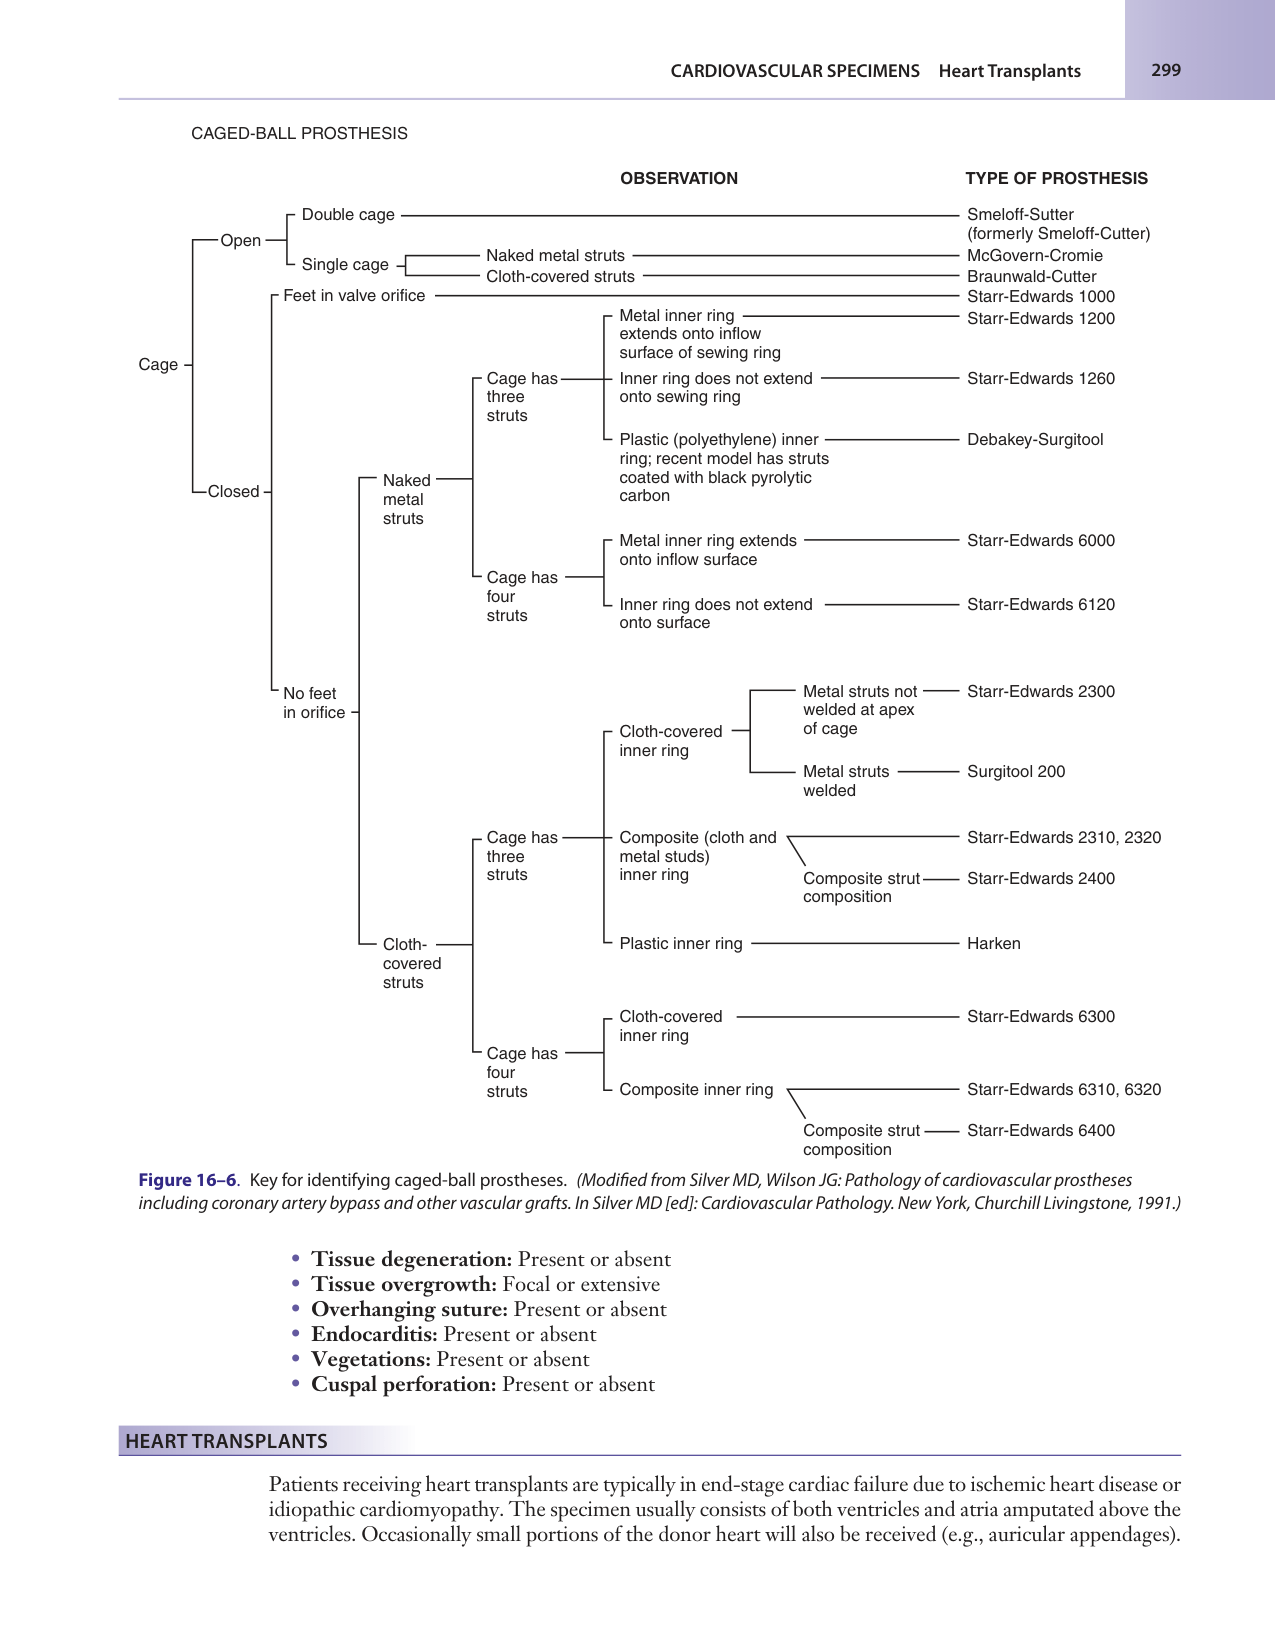 CARDIOVASCULAR SPECIMENS Heart Transplants 299
CAGED-BALL PROSTHESIS
OBSERVATION TYPE OF PROSTHESIS
Double cage Smeloff-Sutter
(formerly Smeloff-Cutter)
Open
Naked metal struts McGovern-Cromie
Single cage
Cloth-covered struts Braunwald-Cutter
Feet in valve orifice Starr-Edwards 1000
Metal inner ring Starr-Edwards 1200
extends onto inflow
surface of sewing ring
Cage
Cage has Inner ring does not extend Starr-Edwards 1260
three onto sewing ring
struts
Plastic (polyethylene) inner Debakey-Surgitool
ring; recent model has struts
coated with black pyrolytic
carbon
Naked
metal
struts
Closed
Metal inner ring extends Starr-Edwards 6000
onto inflow surface
Cage has
four
struts
Inner ring does not extend Starr-Edwards 6120
onto surface
No feet
in orifice
Metal struts not Starr-Edwards 2300
welded at apex
of cage
Cloth-covered
inner ring
Metal struts Surgitool 200
welded
Cage has Composite (cloth and Starr-Edwards 2310, 2320
three metal studs)
struts inner ring
Composite strut Starr-Edwards 2400
composition
Cloth-
covered
struts
Plastic inner ring Harken
Cloth-covered Starr-Edwards 6300
inner ring
Cage has
four
struts
Composite inner ring Starr-Edwards 6310, 6320
Composite strut Starr-Edwards 6400
composition
Figure 16–6. Key for identifying caged-ball prostheses. (Modified from Silver MD, Wilson JG: Pathology of cardiovascular prostheses
including coronary artery bypass and other vascular grafts. In Silver MD [ed]: Cardiovascular Pathology. New York, Churchill Livingstone, 1991.)
• Tissue degeneration: Present or absent
• Tissue overgrowth: Focal or extensive
• Overhanging suture: Present or absent
• Endocarditis: Present or absent
• Vegetations: Present or absent
• Cuspal perforation: Present or absent
HEART TRANSPLANTS
Patients receiving heart transplants are typically in end-stage cardiac failure due to ischemic heart disease or
idiopathic cardiomyopathy. The specimen usually consists of both ventricles and atria amputated above the
ventricles. Occasionally small portions of the donor heart will also be received (e.g., auricular appendages).